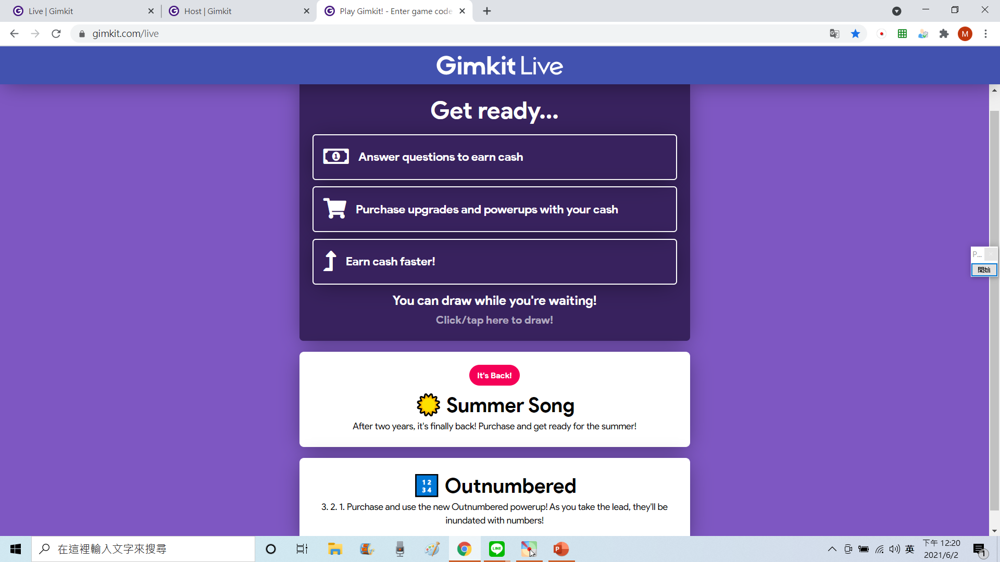 Live | Gimkit
Host | Gimkit
Play Gimkit! - Enter game code
gimkit.com/live
M
Gimkit Live
Get ready...
1
Answer questions to earn cash
Purchase upgrades and powerups with your cash
Earn cash faster!
You can draw while you're waiting!
Click/tap here to draw!
P...
開始
It's Back!
Summer Song
After two years, it's finally back! Purchase and get ready for the summer!
1 2
3 4
Outnumbered
3. 2. 1. Purchase and use the new Outnumbered powerup! As you take the lead, they'll be
inundated with numbers!
在這裡輸入文字來搜尋
LINE
P
英
下午 12:20
2021/6/2
1